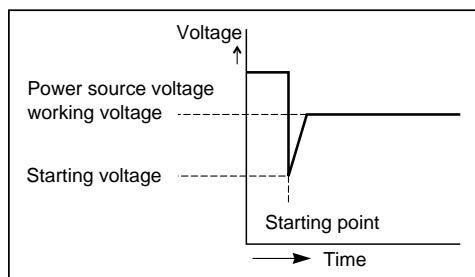 Voltage
Power source voltage
working voltage
Starting voltage
Starting point
Time